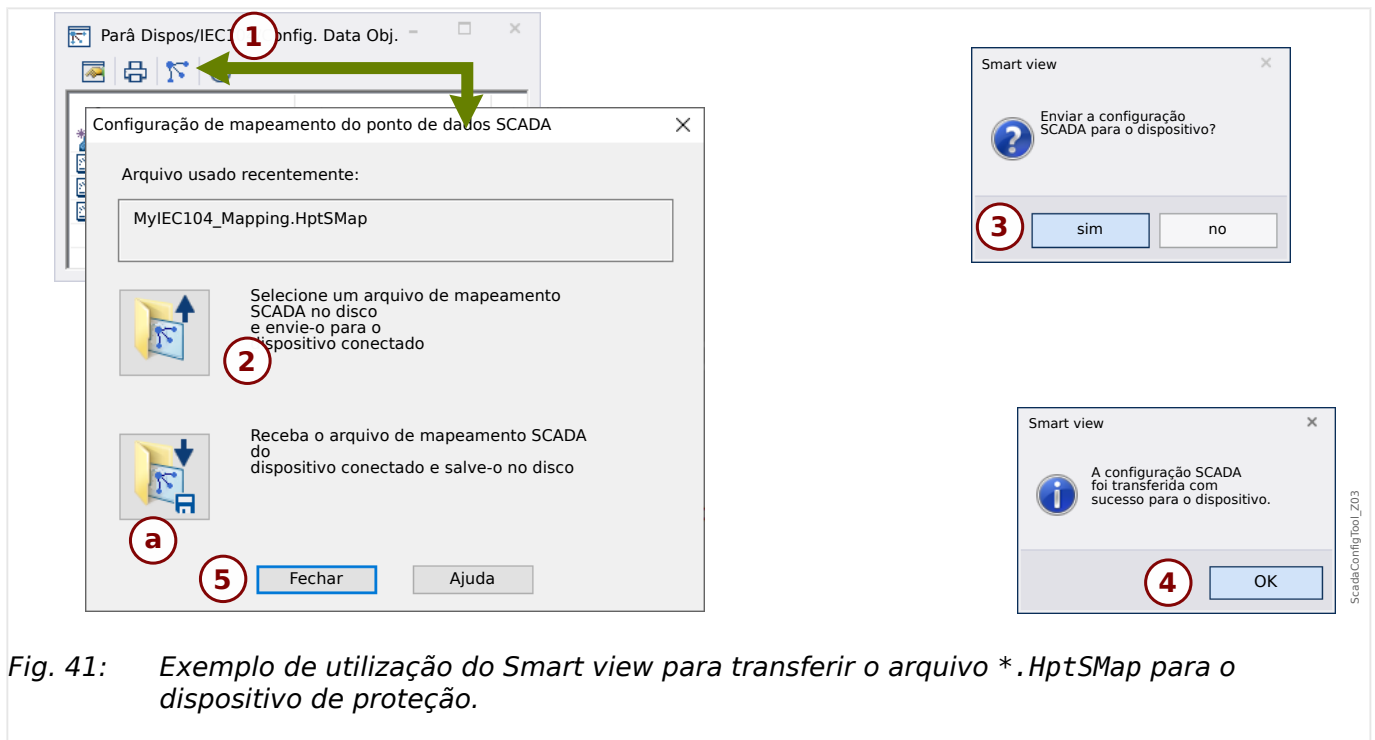 Parâ Dispos/IEC1 onfig. Data Obj.
1
Configuração de mapeamento do ponto de dados SCADA
Arquivo usado recentemente:
MyIEC104_Mapping.HptSMap
Selecione um arquivo de mapeamento
SCADA no disco
e envie-o para o
dispositivo conectado
2
Receba o arquivo de mapeamento SCADA
do
dispositivo conectado e salve-o no disco
a
5
Fechar
Ajuda
Smart view
Enviar a configuração
SCADA para o dispositivo?
3
sim
no
Smart view
A configuração SCADA
foi transferida com
sucesso para o dispositivo.
4
OK
ScadaConfigTool_Z03
Fig. 41: Exemplo de utilização do Smart view para transferir o arquivo *.HptSMap para o
dispositivo de proteção.